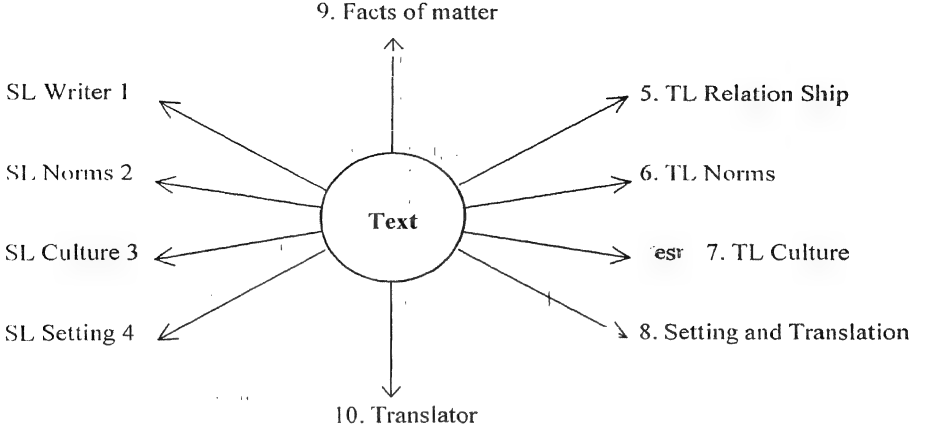 9. Facts of matter
SL Writer 1
5. TL Relation Ship
SL Norms 2
6. TL Norms
Text
SL Culture 3
esr 7. TL Culture
SL Setting 4
8. Setting and Translation
10. Translator